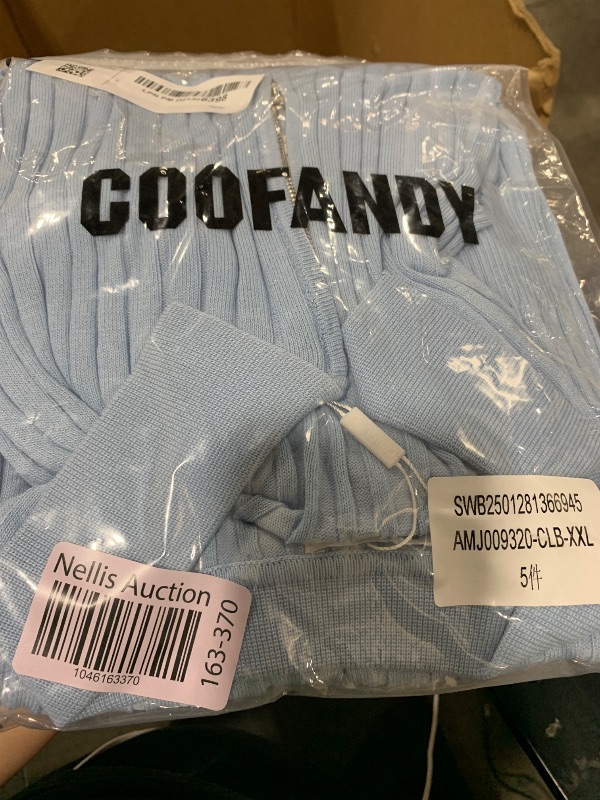 COOFANDY
SWB2501281366945
AMJ009320-CLB-XXL
5件
Nellis Auction
163-370
1046163370